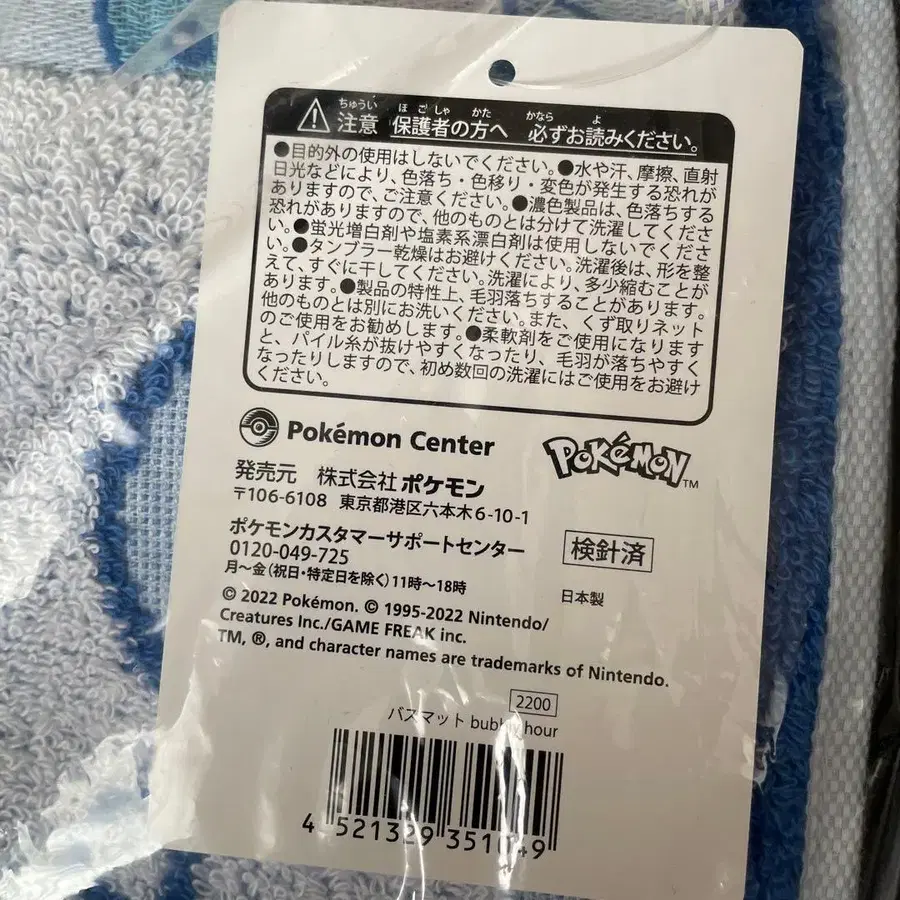 ちゅうい ほごしゃ かた かなら よ
注意 保護者の方へ 必ずお読みください。
●目的外の使用はしないでください。●水や汗、摩擦、直射
日光などにより、色落ち・色移り・変色が発生する恐れが
ありますので、ご注意ください。●濃色製品は、色落ちする
恐れがありますので、他のものとは分けて洗濯してくださ
い。●蛍光増白剤や塩素系漂白剤は使用しないでくださ
い。●タンブラー乾燥はお避けください。洗濯後は、形を整
えて、すぐに干してください。洗濯により、多少縮むことが
あります。●製品の特性上、毛羽落ちすることがあります。
他のものとは別にお洗いください。また、くず取りネット
のご使用をお勧めします。●柔軟剤をご使用になります
と、パイル糸が抜けやすくなったり、毛羽が落ちやすく
なったりしますので、初め数回の洗濯にはご使用をお避け
ください。
Pokémon Center
POKéMON TM
発売元 株式会社ポケモン
〒106-6108 東京都港区六本木6-10-1
ポケモンカスタマーサポートセンター
0120-049-725
月〜金(祝日・特定日を除く)11時〜18時
検針済
日本製
© 2022 Pokémon. © 1995-2022 Nintendo/
Creatures Inc./GAME FREAK inc.
TM, ®, and character names are trademarks of Nintendo.
2200
バスマット hour
4 521329 351049